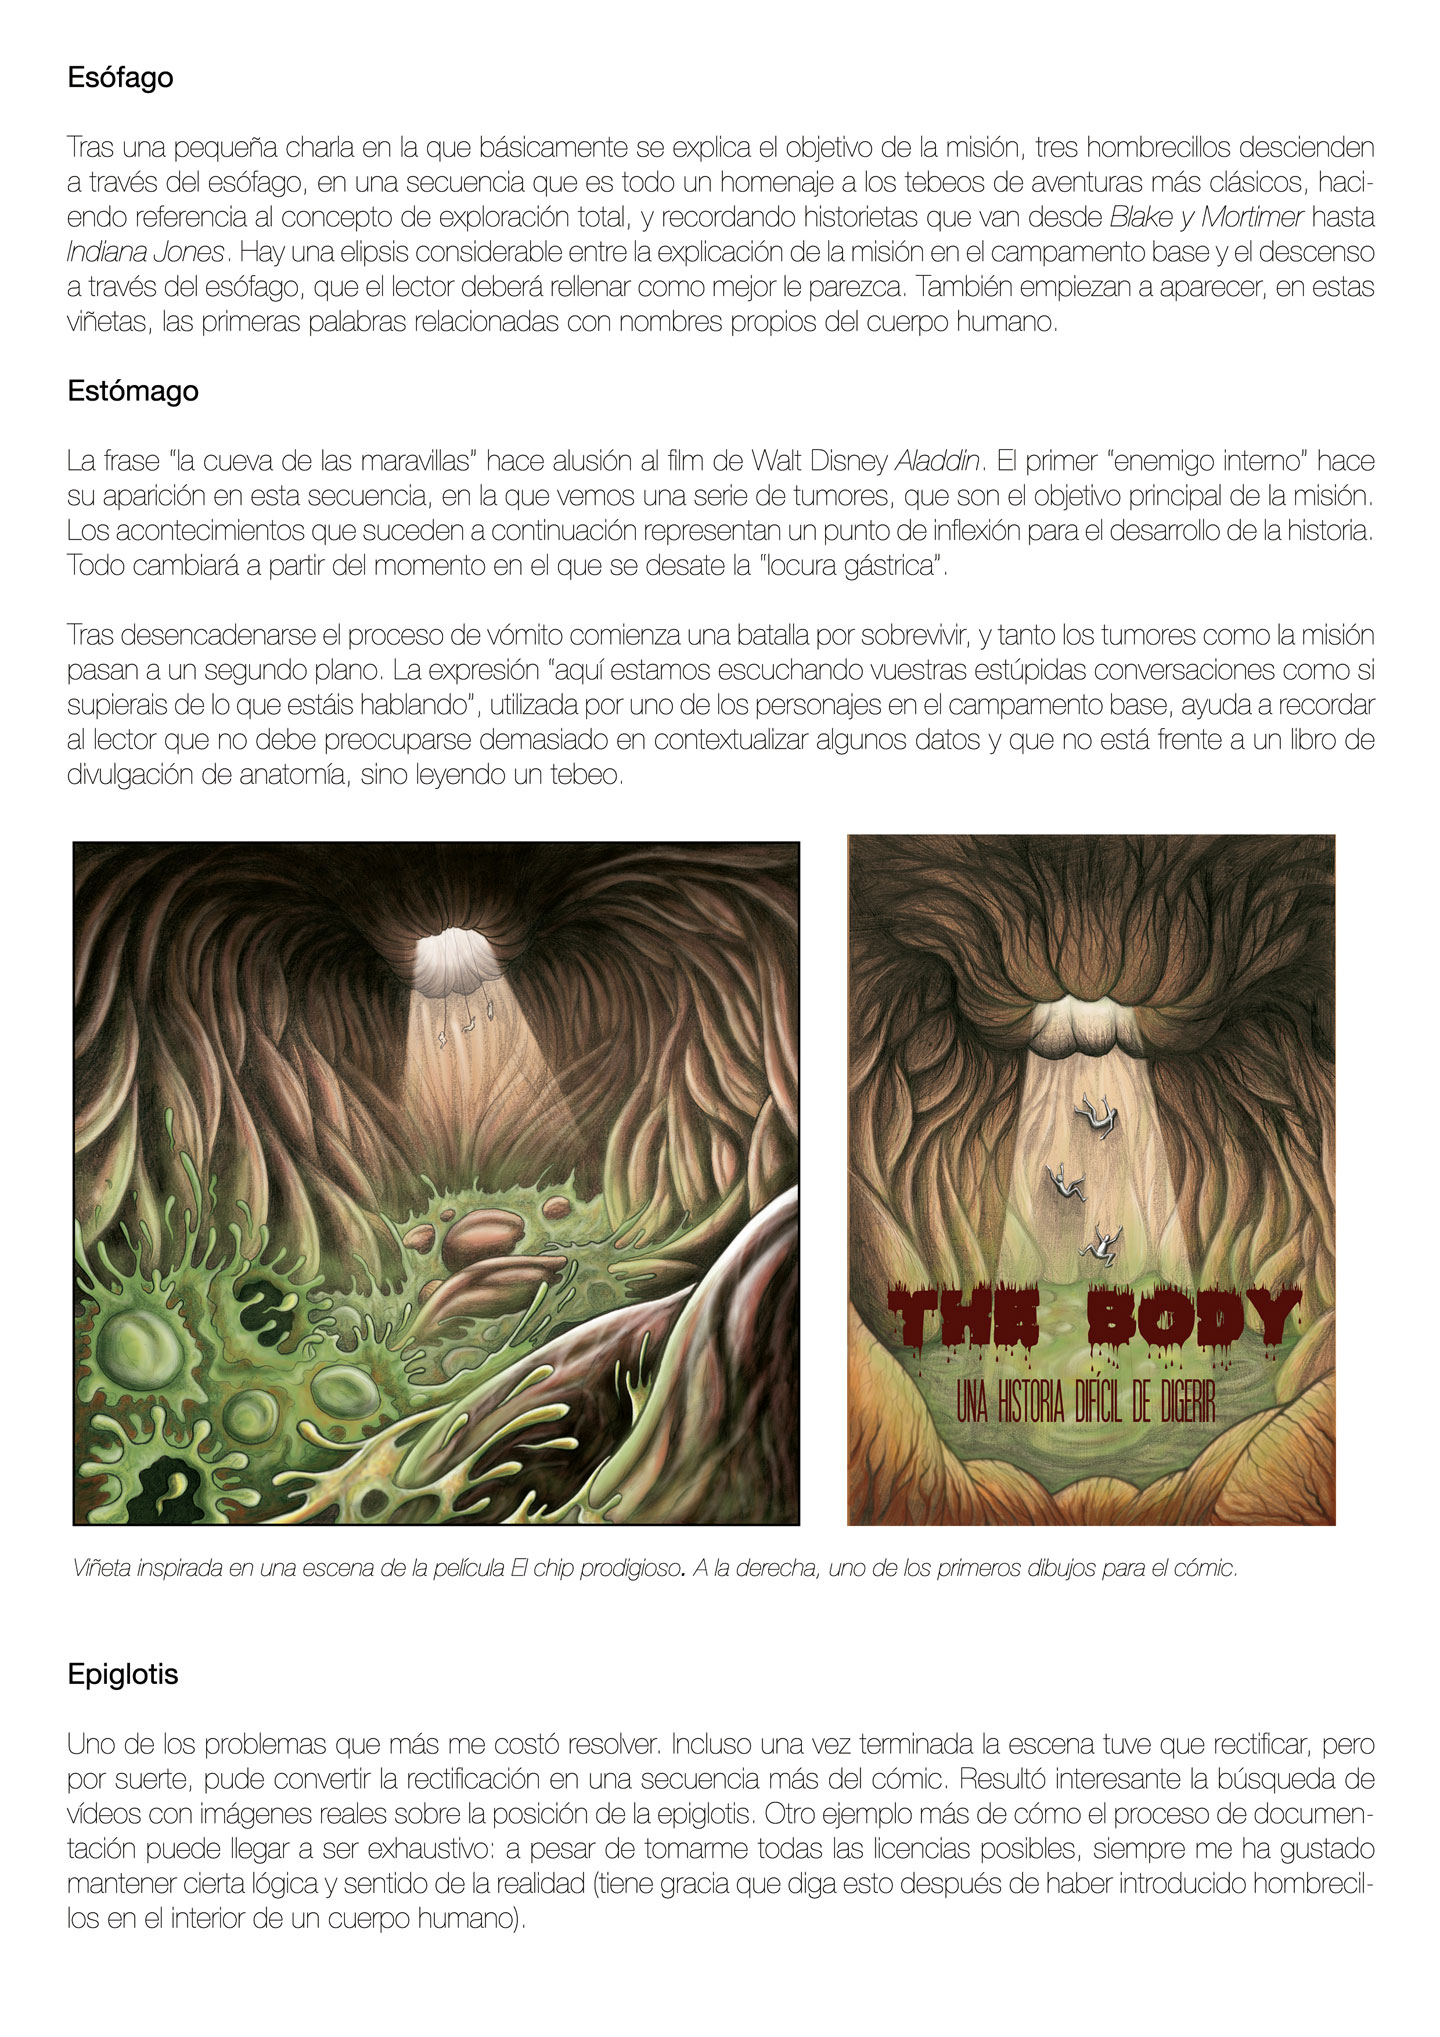 Esófago
Tras una pequeña charla en la que básicamente se explica el objetivo de la misión, tres hombrecillos descienden
a través del esófago, en una secuencia que es todo un homenaje a los tebeos de aventuras más clásicos, haci-
endo referencia al concepto de exploración total, y recordando historietas que van desde Blake y Mortimer hasta
Indiana Jones. Hay una elipsis considerable entre la explicación de la misión en el campamento base y el descenso
a través del esófago, que el lector deberá rellenar como mejor le parezca. También empiezan a aparecer, en estas
viñetas, las primeras palabras relacionadas con nombres propios del cuerpo humano.
Estómago
La frase “la cueva de las maravillas” hace alusión al film de Walt Disney Aladdin. El primer “enemigo interno” hace
su aparición en esta secuencia, en la que vemos una serie de tumores, que son el objetivo principal de la misión.
Los acontecimientos que suceden a continuación representan un punto de inflexión para el desarrollo de la historia.
Todo cambiará a partir del momento en el que se desate la “locura gástrica”.
Tras desencadenarse el proceso de vómito comienza una batalla por sobrevivir, y tanto los tumores como la misión
pasan a un segundo plano. La expresión “aquí estamos escuchando vuestras estúpidas conversaciones como si
supierais de lo que estáis hablando”, utilizada por uno de los personajes en el campamento base, ayuda a recordar
al lector que no debe preocuparse demasiado en contextualizar algunos datos y que no está frente a un libro de
divulgación de anatomía, sino leyendo un tebeo.
THE BODY
UNA HISTORIA DIFÍCIL DE DIGERIR
Viñeta inspirada en una escena de la película El chip prodigioso. A la derecha, uno de los primeros dibujos para el cómic.
Epiglotis
Uno de los problemas que más me costó resolver. Incluso una vez terminada la escena tuve que rectificar, pero
por suerte, pude convertir la rectificación en una secuencia más del cómic. Resultó interesante la búsqueda de
vídeos con imágenes reales sobre la posición de la epiglotis. Otro ejemplo más de cómo el proceso de documen-
tación puede llegar a ser exhaustivo: a pesar de tomarme todas las licencias posibles, siempre me ha gustado
mantener cierta lógica y sentido de la realidad (tiene gracia que diga esto después de haber introducido hombrecil-
los en el interior de un cuerpo humano).